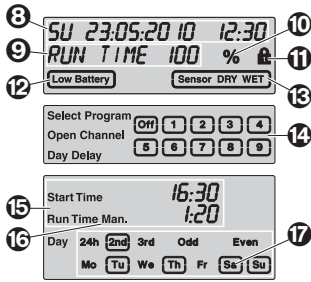 ⑧ SU 23:05:20 10 12:30 ⑩
⑨ RUN TIME 100 % ⑪
⑫ Low Battery Sensor DRY WET ⑬
Select Program Off 1 2 3 4
Open Channel ⑭
Day Delay 5 6 7 8 9
⑮ Start Time 16:30
⑯ Run Time Man. 1:20
Day 24h 2nd 3rd Odd Even ⑰
Mo Tu We Th Fr Sa Su